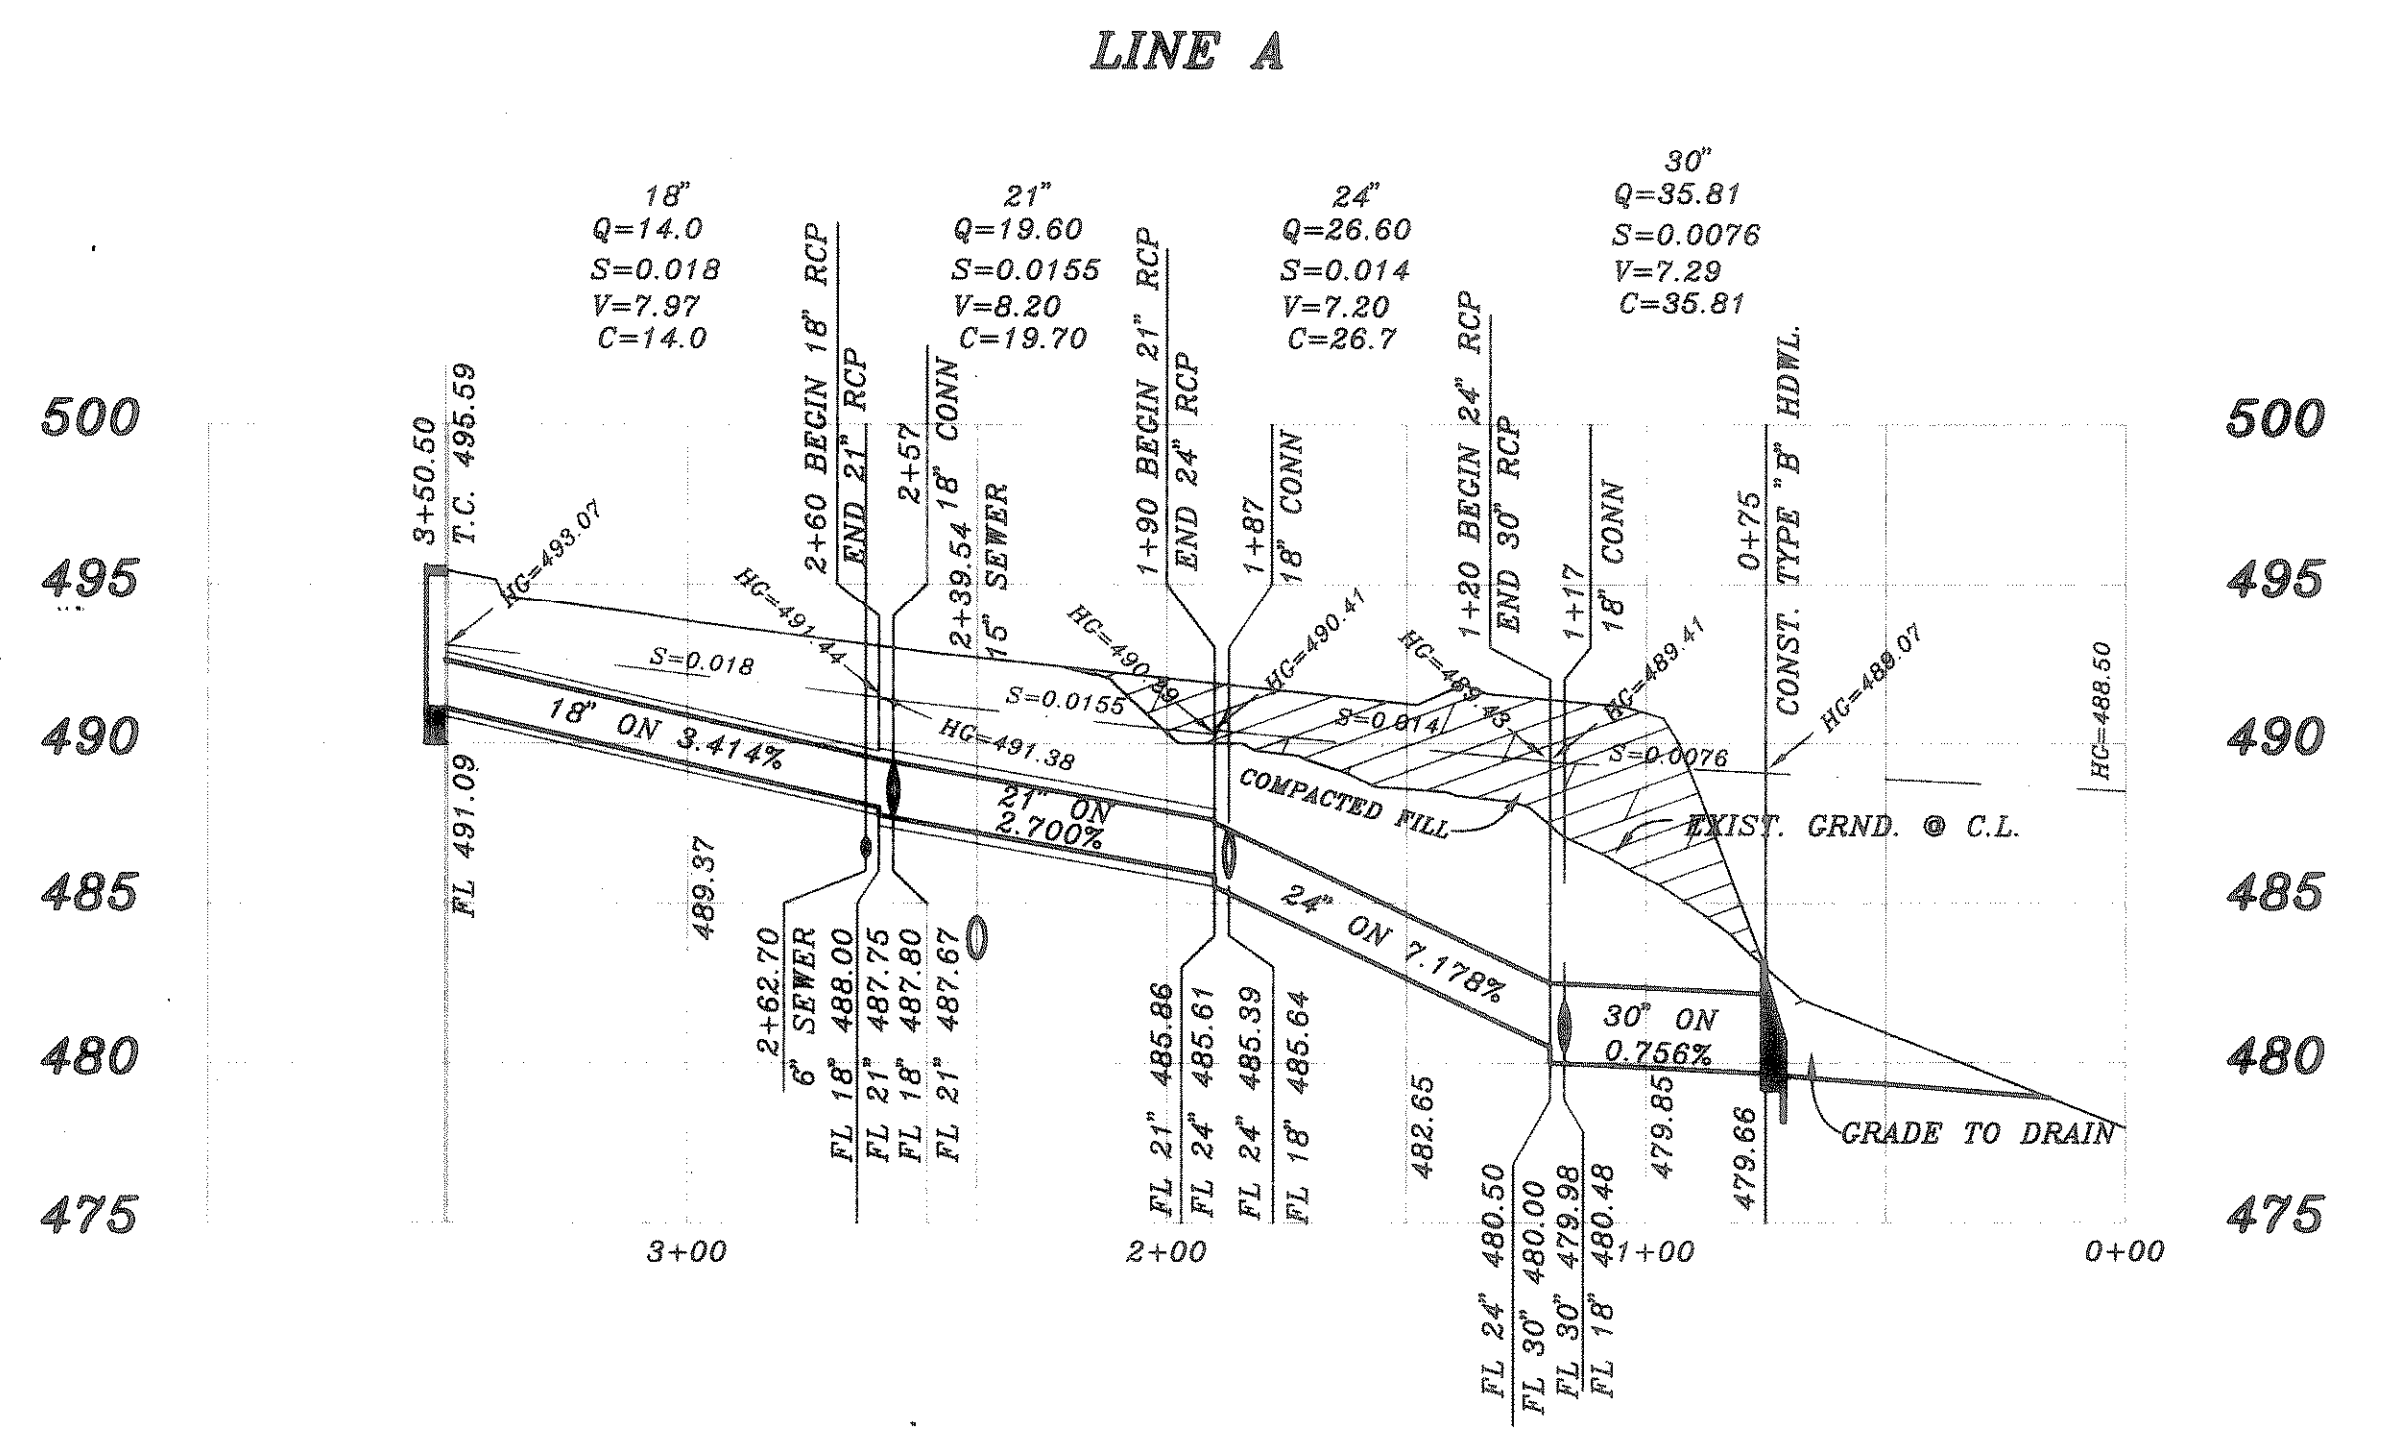 LINE A
18"
Q=14.0
S=0.018
V=7.97
C=14.0
21"
Q=19.60
S=0.0155
V=8.20
C=19.70
24"
Q=26.60
S=0.014
V=7.20
C=26.7
30"
Q=35.81
S=0.0076
V=7.29
C=35.81
500
495
490
485
480
475
500
495
490
485
480
475
3+50.50
T.C. 495.59
HG=493.07
2+60 BEGIN 18" RCP
END 21" RCP
2+57
18" CONN
2+39.54
15" SEWER
1+90 BEGIN 21" RCP
END 24" RCP
1+87
18" CONN
1+20 BEGIN 24" RCP
END 30" RCP
1+17
18" CONN
0+75
CONST. TYPE "B" HDWL.
HG=491.44
HG=491.38
HG=490.41
HG=489.43
HG=489.41
HG=489.07
HG=488.50
S=0.018
S=0.0155
S=0.014
S=0.0076
18" ON 3.414%
21" ON
2.700%
24" ON 7.178%
30" ON
0.756%
COMPACTED FILL
EXIST. GRND. @ C.L.
GRADE TO DRAIN
FL 491.09
489.37
2+62.70
6" SEWER
FL 18" 488.00
FL 21" 487.75
FL 18" 487.80
FL 21" 487.67
FL 21" 485.86
FL 24" 485.61
FL 24" 485.39
FL 18" 485.64
482.65
FL 24" 480.50
FL 30" 480.00
FL 30" 479.98
FL 18" 480.48
479.85
479.66
3+00
2+00
1+00
0+00